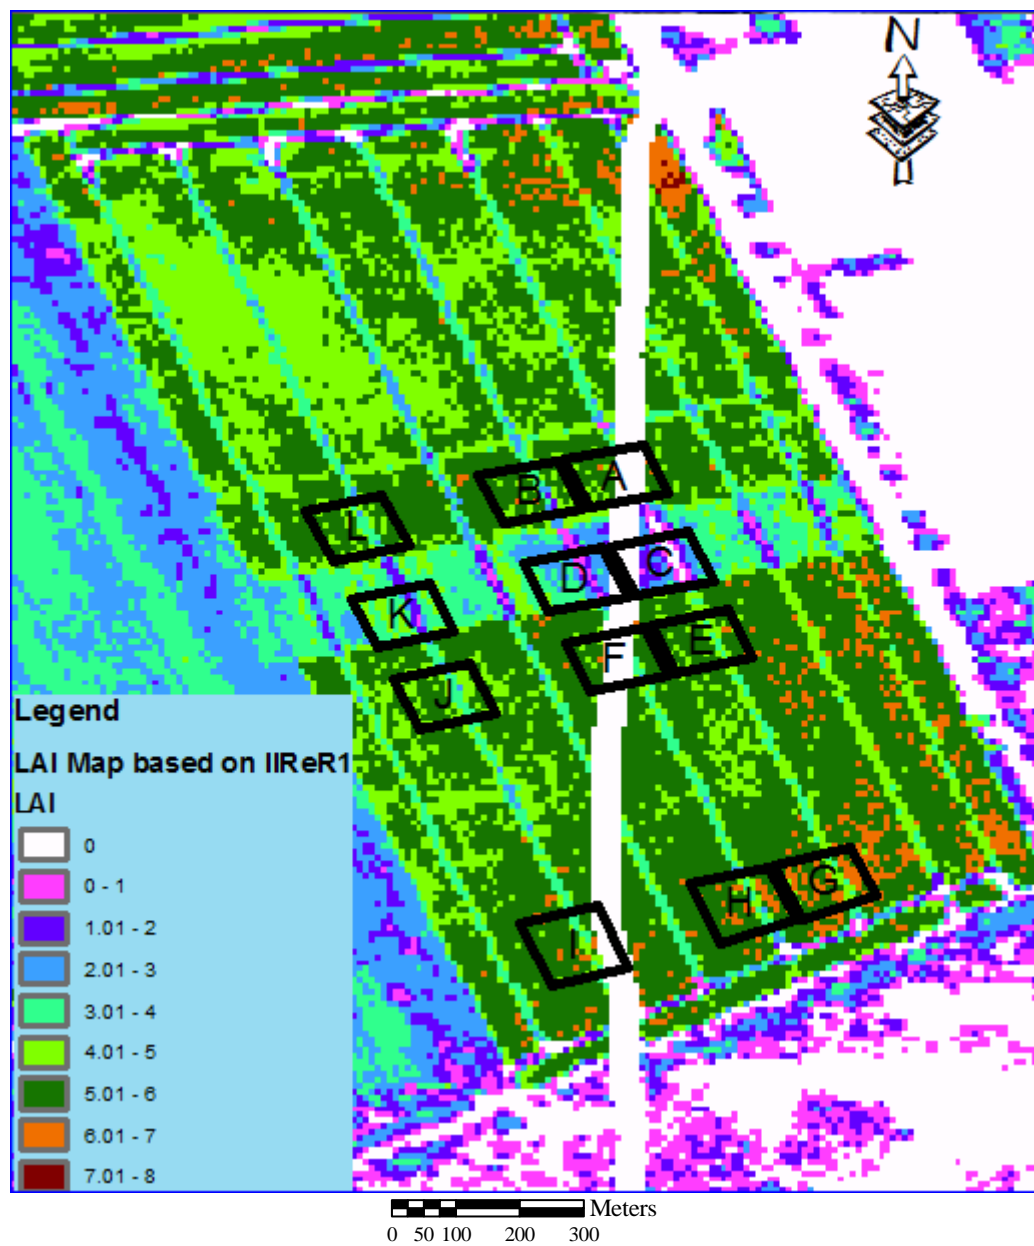 N
A
B
L
C
D
K
E
F
J
G
H
I
Legend
LAI Map based on IIReR1
LAI
0
0 - 1
1.01 - 2
2.01 - 3
3.01 - 4
4.01 - 5
5.01 - 6
6.01 - 7
7.01 - 8
Meters
0 50 100 200 300